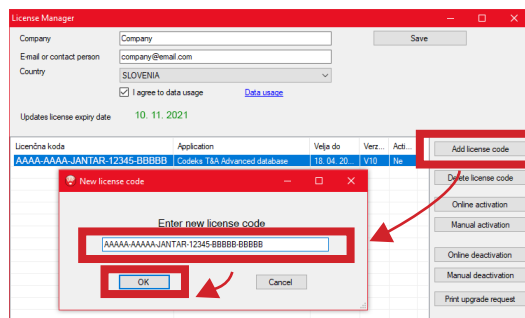 License Manager
Company Company Save
E-mail or contact person company@email.com
Country SLOVENIA
I agree to data usage Data usage
Updates license expiry date 10. 11. 2021
Licenčna koda Application Velja do Verz... Acti...
AAAA-AAAA-JANTAR-12345-BBBBB Codeks T&A Advanced database 18. 04. 20... V10 Ne
Add license code
Delete license code
Online activation
Manual activation
Online deactivation
Manual deactivation
Print upgrade request
New license code
Enter new license code
AAAAA-AAAAA-JANTAR-12345-BBBBB-BBBBB
OK Cancel